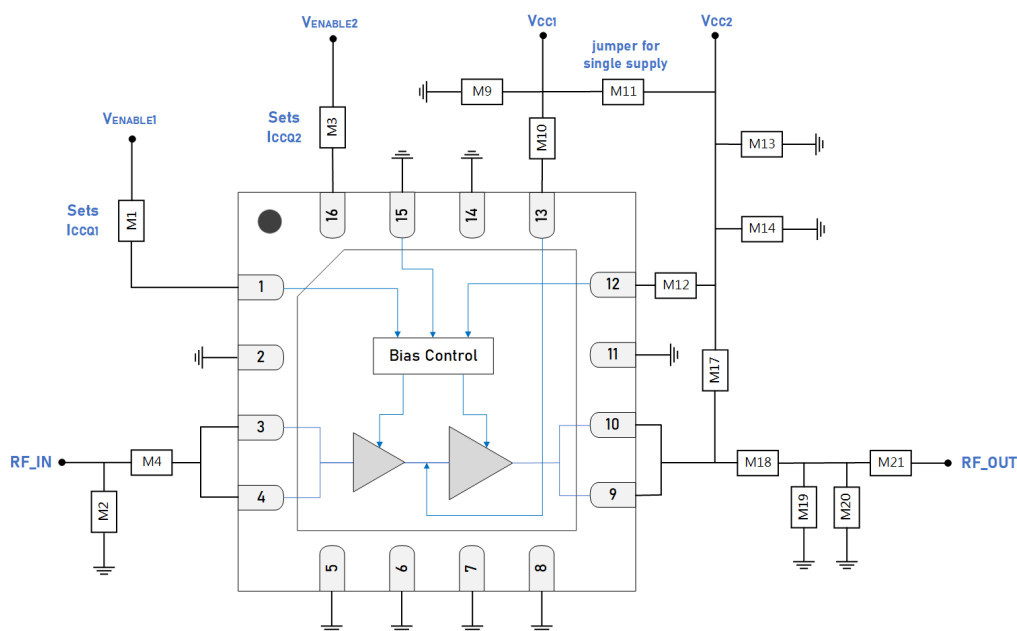 VENABLE2
VCC1
VCC2
jumper for
single supply
M9
M11
VENABLE1
Sets
ICCQ2
M3
M10
M13
Sets
ICCQ1
M1
16
15
14
13
M14
1
12
M12
Bias Control
2
11
M17
3
10
RF_IN
M4
M18
M21
RF_OUT
4
9
M2
M19
M20
5
6
7
8